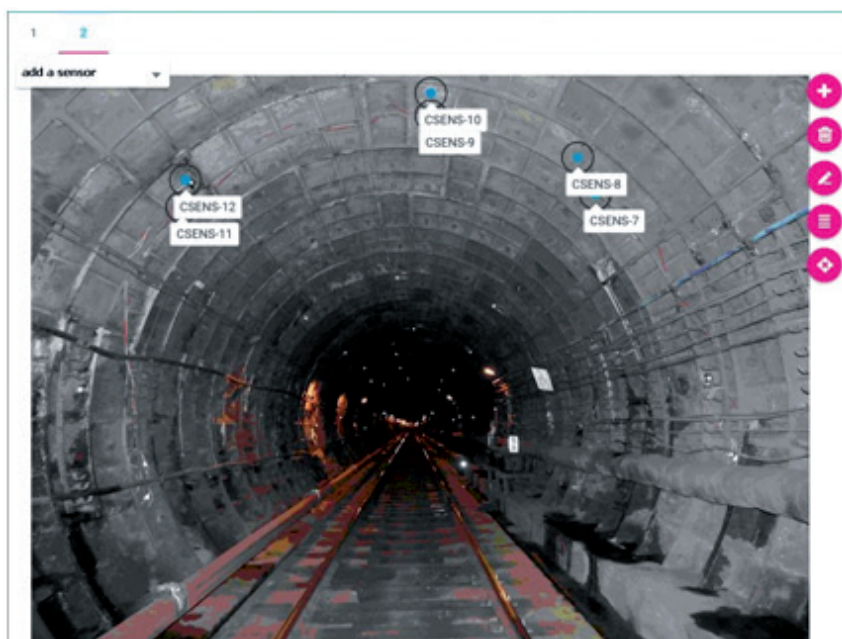 1 2
add a sensor
CSENS-10
CSENS-9
CSENS-8
CSENS-7
CSENS-12
CSENS-11